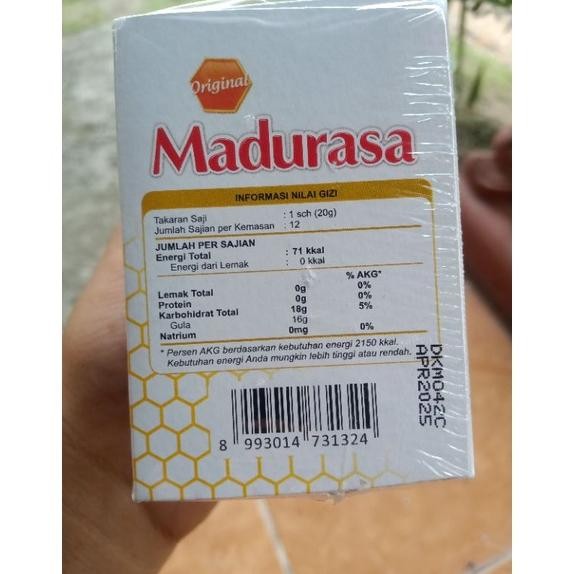 Original
Madurasa
INFORMASI NILAI GIZI
Takaran Saji : 1 sch (20g)
Jumlah Sajian per Kemasan : 12
JUMLAH PER SAJIAN
Energi Total : 71 kkal
Energi dari Lemak : 0 kkal
% AKG*
Lemak Total 0g 0%
Protein 0g 0%
Karbohidrat Total 18g 5%
Gula 16g
Natrium 0mg 0%
* Persen AKG berdasarkan kebutuhan energi 2150 kkal.
Kebutuhan energi Anda mungkin lebih tinggi atau rendah.
DKM042C
APR2025
8 993014 731324